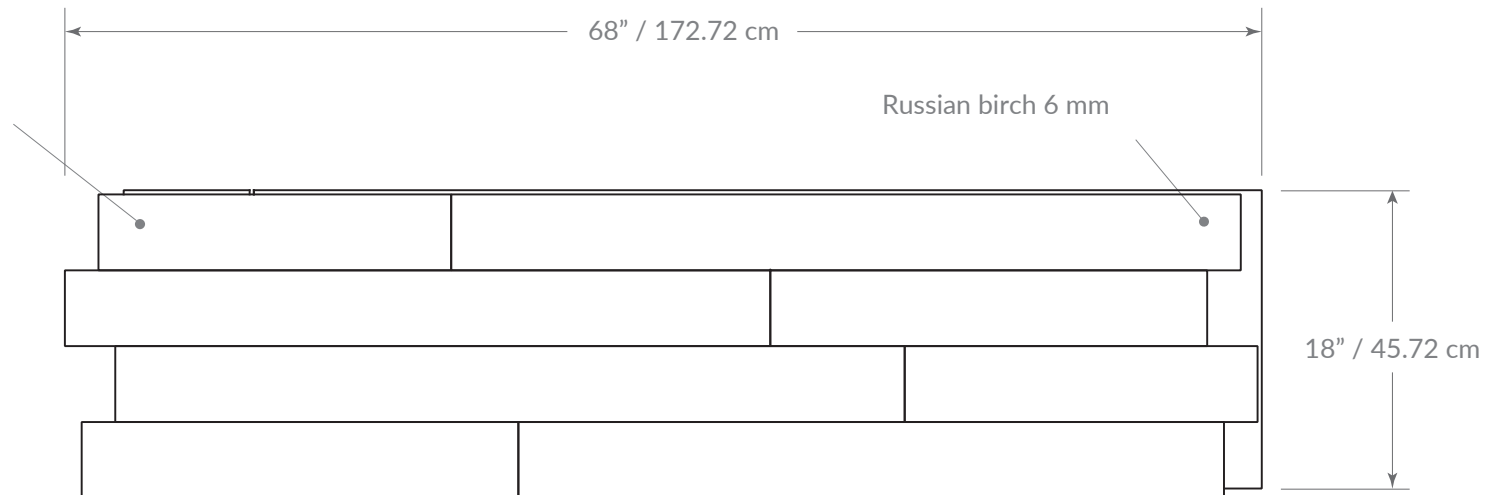 68” / 172.72 cm
Russian birch 6 mm
18” / 45.72 cm